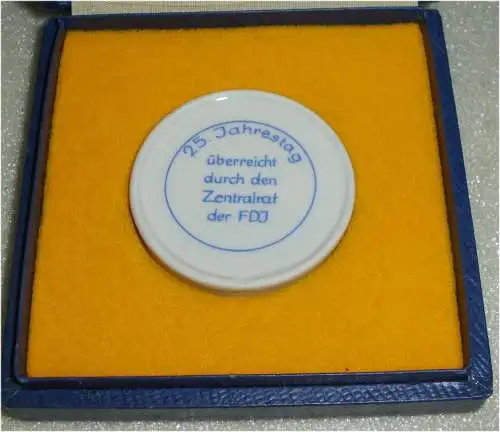 25. Jahrestag
überreicht
durch den
Zentralrat
der FDJ